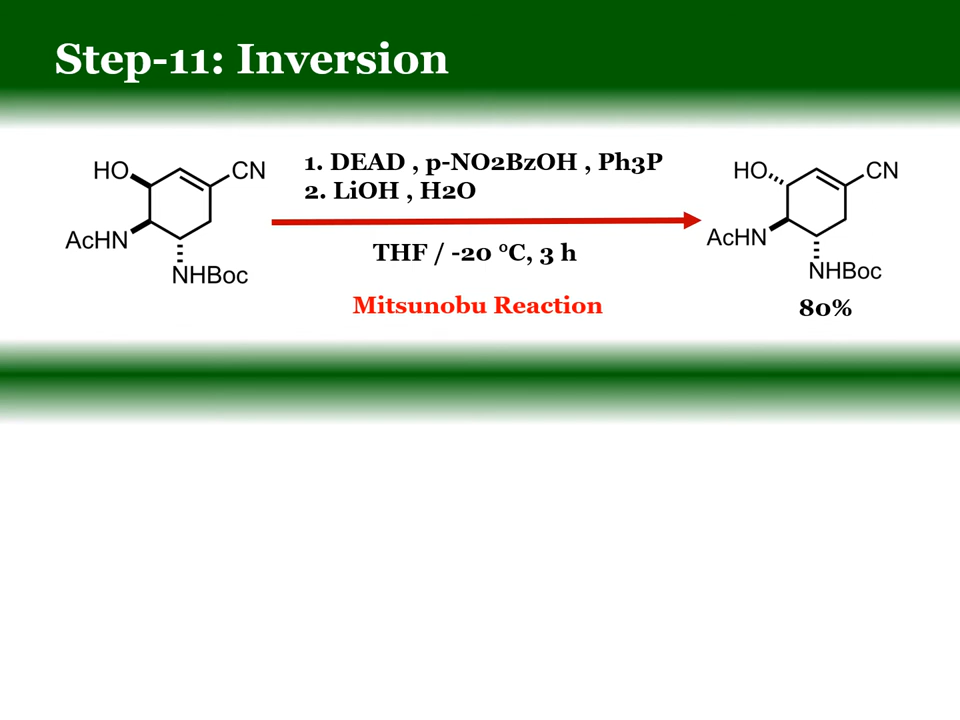 Step-11: Inversion
HO
CN
AcHN
NHBoc
1. DEAD , p-NO2BzOH , Ph3P
2. LiOH , H2O
THF / -20 °C, 3 h
Mitsunobu Reaction
HO
CN
AcHN
NHBoc
80%